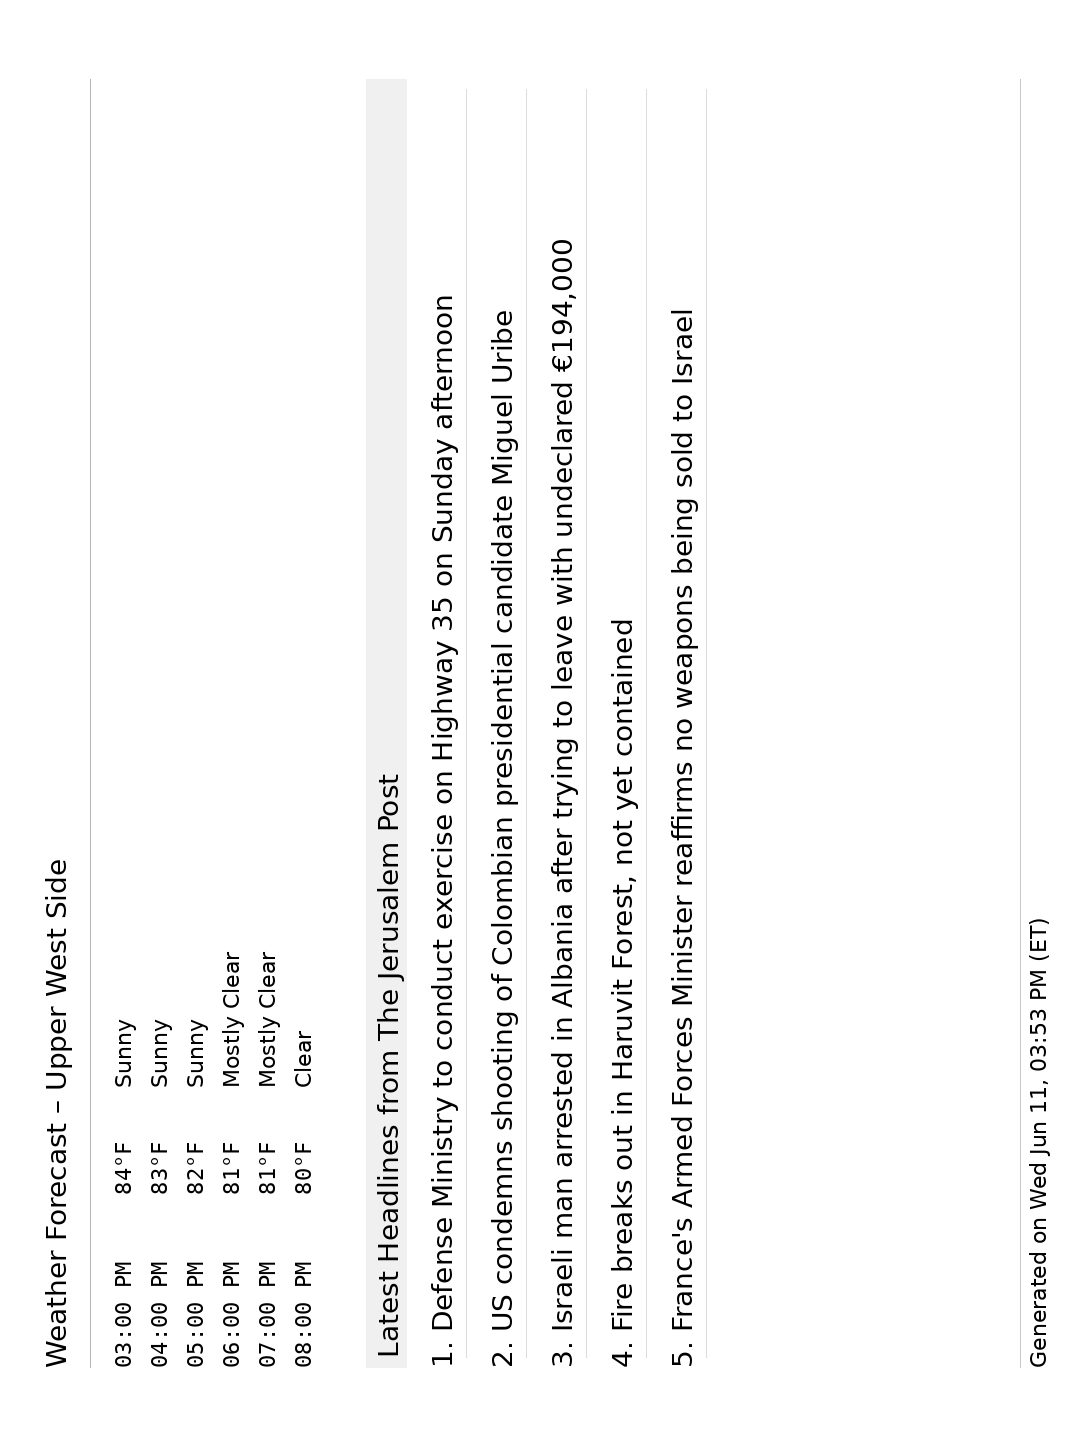 Weather Forecast – Upper West Side
03:00 PM 84°F Sunny
04:00 PM 83°F Sunny
05:00 PM 82°F Sunny
06:00 PM 81°F Mostly Clear
07:00 PM 81°F Mostly Clear
08:00 PM 80°F Clear
Latest Headlines from The Jerusalem Post
1. Defense Ministry to conduct exercise on Highway 35 on Sunday afternoon
2. US condemns shooting of Colombian presidential candidate Miguel Uribe
3. Israeli man arrested in Albania after trying to leave with undeclared €194,000
4. Fire breaks out in Haruvit Forest, not yet contained
5. France's Armed Forces Minister reaffirms no weapons being sold to Israel
Generated on Wed Jun 11, 03:53 PM (ET)